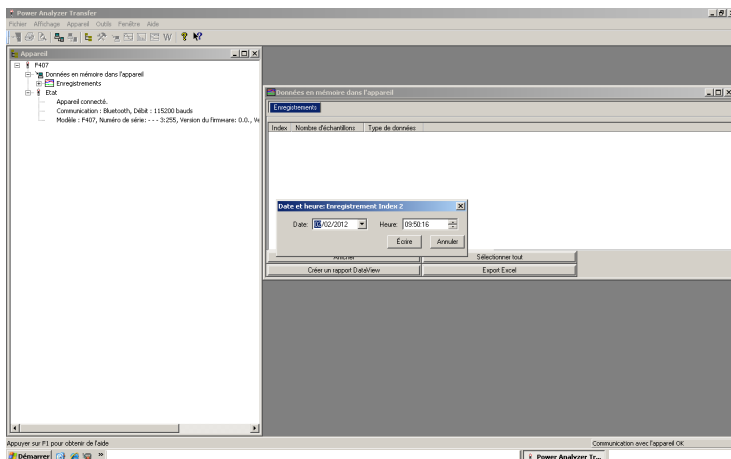 Power Analyzer Transfer
Fichier Affichage Appareil Outils Fenêtre Aide
W
Appareil
F407
Données en mémoire dans l'appareil
Enregistrements
Etat
Appareil connecté.
Communication : Bluetooth, Débit : 115200 bauds
Modèle : F407, Numéro de série: - - - 3:255, Version du firmware: 0.0., Ve
Données en mémoire dans l'appareil
Enregistrements
Index Nombre d'échantillons Type de données
Date et heure: Enregistrement Index 2
Date: 02/02/2012 Heure: 09:50:16
Écrire Annuler
Afficher Sélectionner tout
Créer un rapport DataView Export Excel
Appuyer sur F1 pour obtenir de l'aide Communication avec l'appareil OK
Démarrer » Power Analyzer Tr...